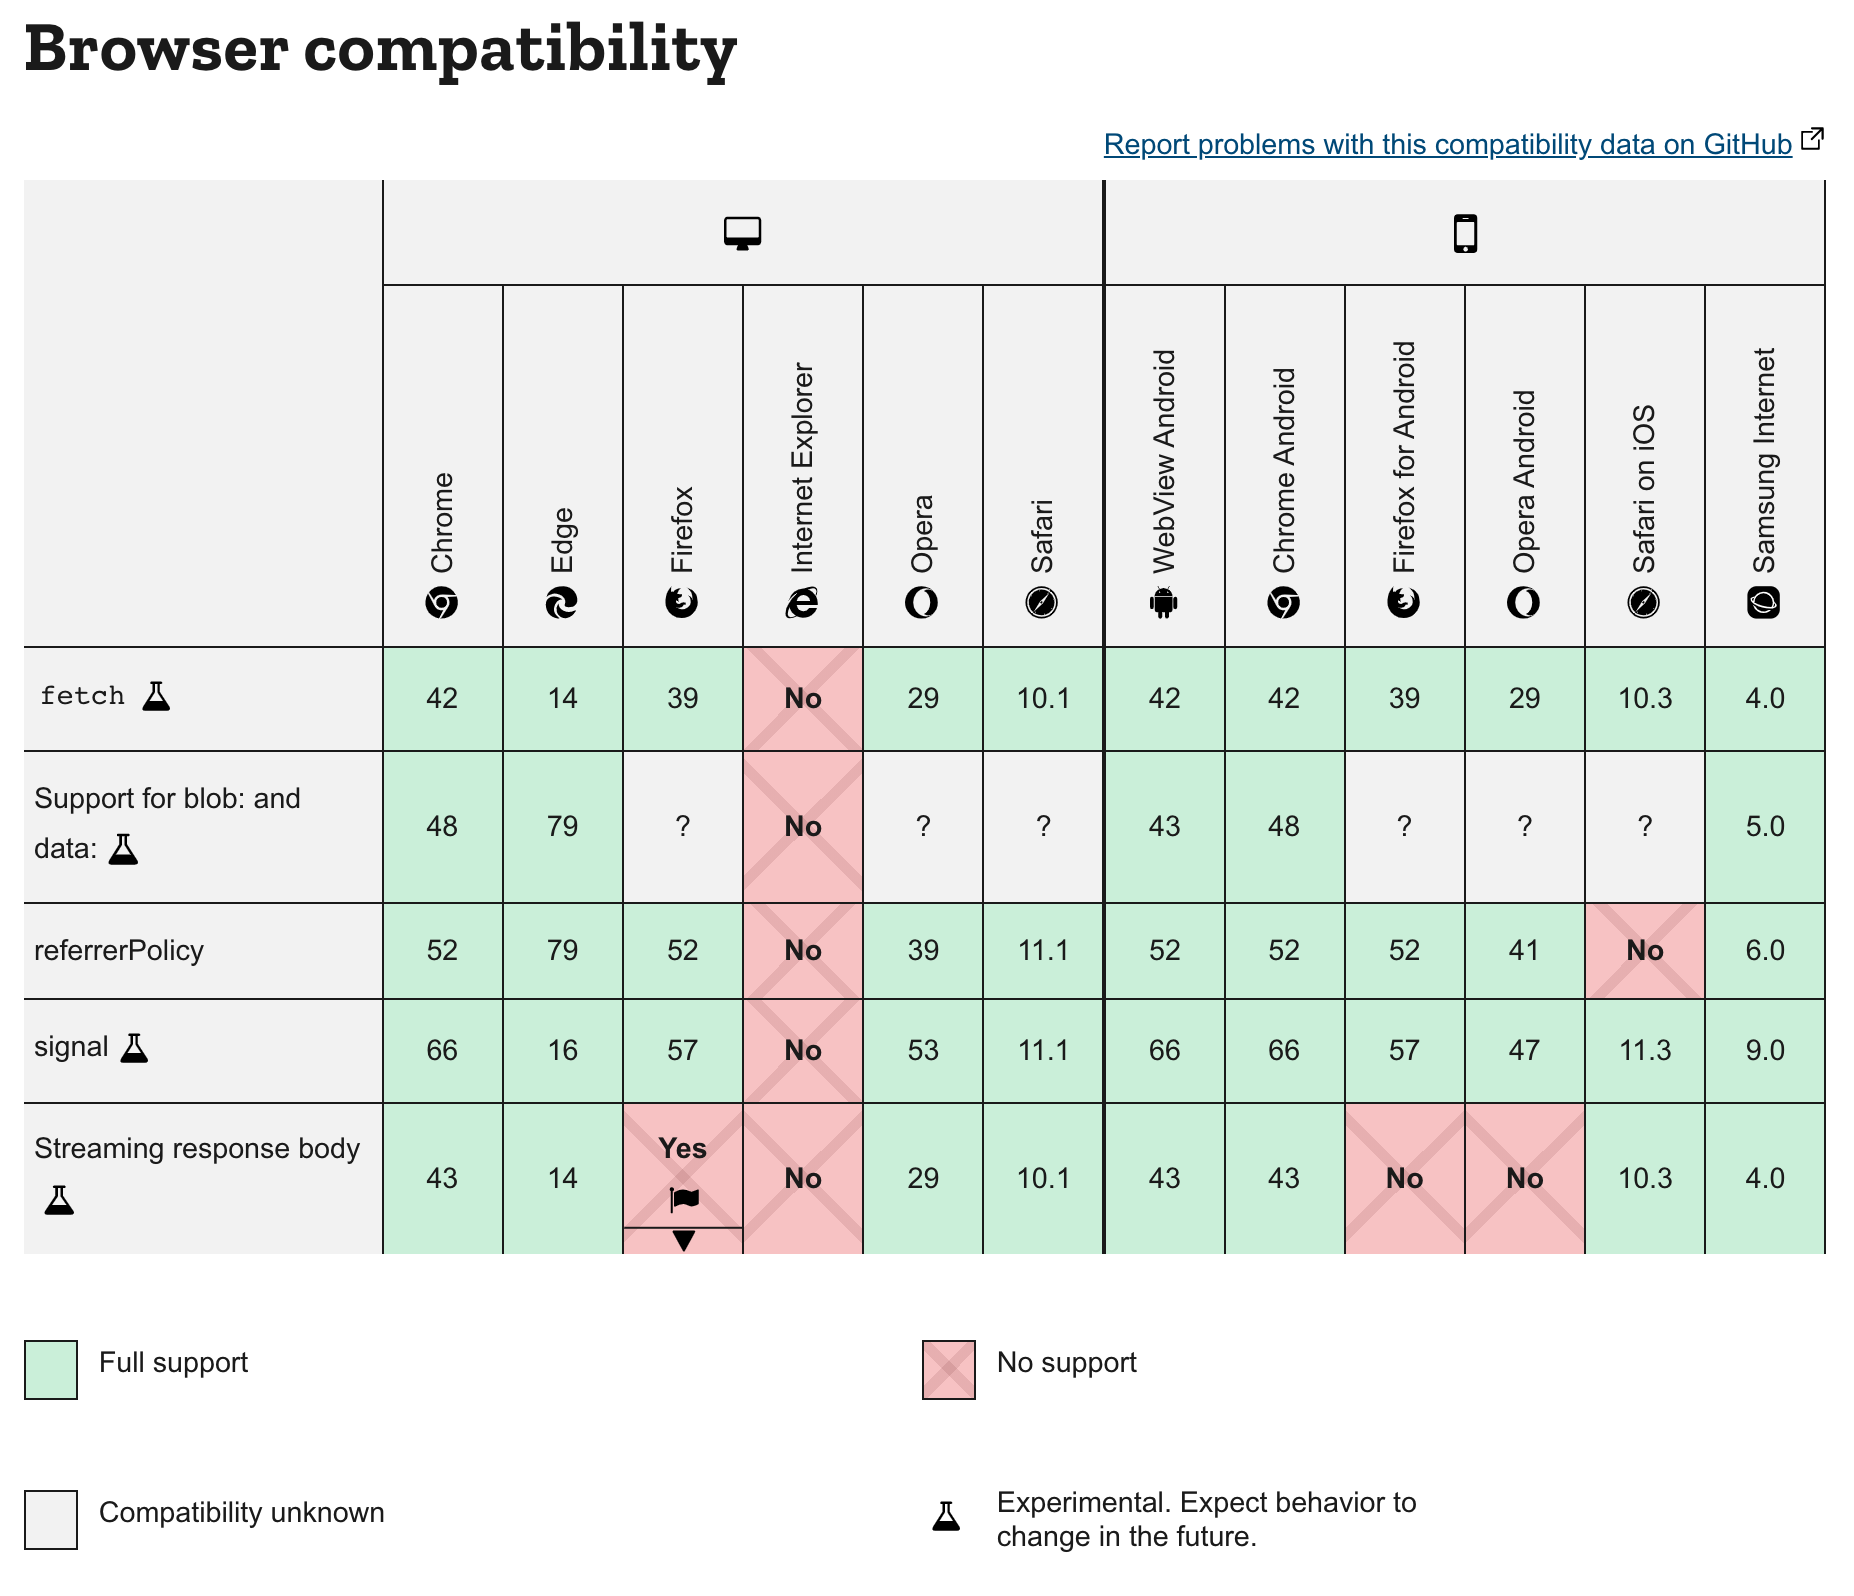 Browser compatibility
Report problems with this compatibility data on GitHub
Chrome
Edge
Firefox
Internet Explorer
Opera
Safari
WebView Android
Chrome Android
Firefox for Android
Opera Android
Safari on iOS
Samsung Internet
fetch 42 14 39 No 29 10.1 42 42 39 29 10.3 4.0
Support for blob: and
data: 48 79 ? No ? ? 43 48 ? ? ? 5.0
referrerPolicy 52 79 52 No 39 11.1 52 52 52 41 No 6.0
signal 66 16 57 No 53 11.1 66 66 57 47 11.3 9.0
Streaming response body 43 14 Yes No 29 10.1 43 43 No No 10.3 4.0
Full support
No support
Compatibility unknown
Experimental. Expect behavior to
change in the future.